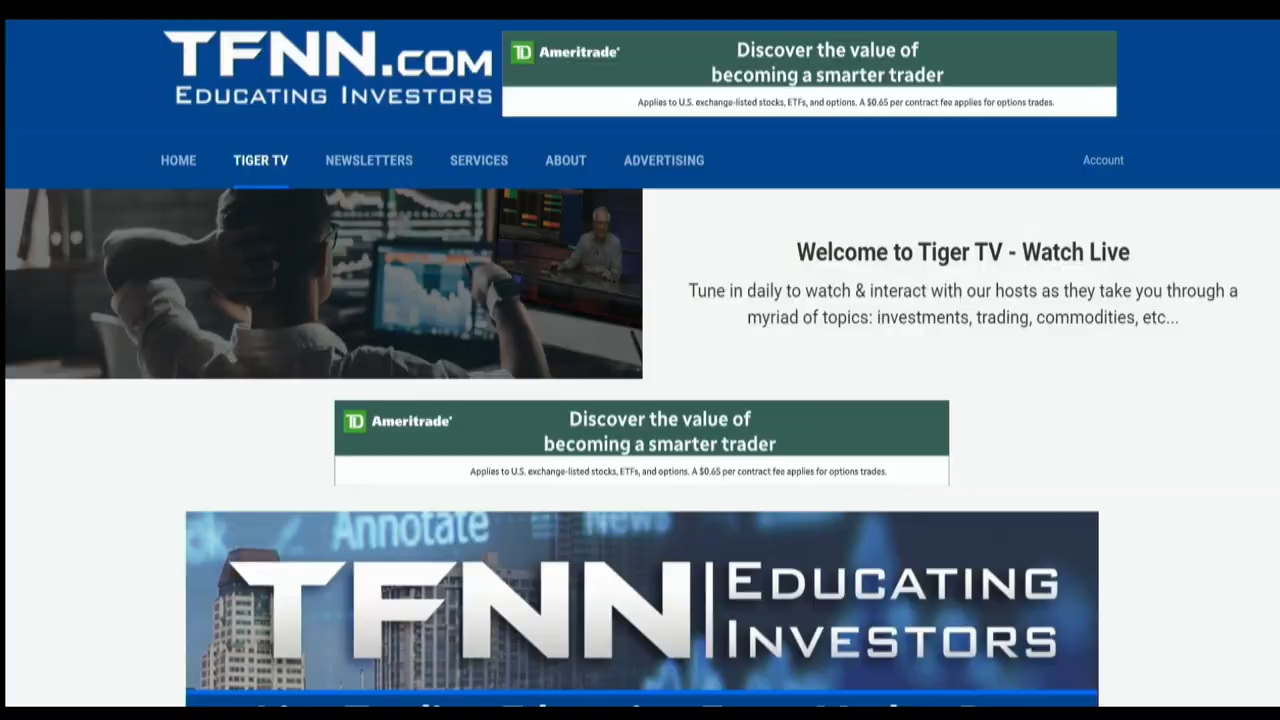 TFNN.COM
EDUCATING INVESTORS
TD Ameritrade
Discover the value of
becoming a smarter trader
Applies to U.S. exchange-listed stocks, ETFs, and options. A $0.65 per contract fee applies for options trades.
HOME TIGER TV NEWSLETTERS SERVICES ABOUT ADVERTISING Account
Welcome to Tiger TV - Watch Live
Tune in daily to watch & interact with our hosts as they take you through a
myriad of topics: investments, trading, commodities, etc...
TD Ameritrade
Discover the value of
becoming a smarter trader
Applies to U.S. exchange-listed stocks, ETFs, and options. A $0.65 per contract fee applies for options trades.
Annotate News
TFNN EDUCATING
INVESTORS